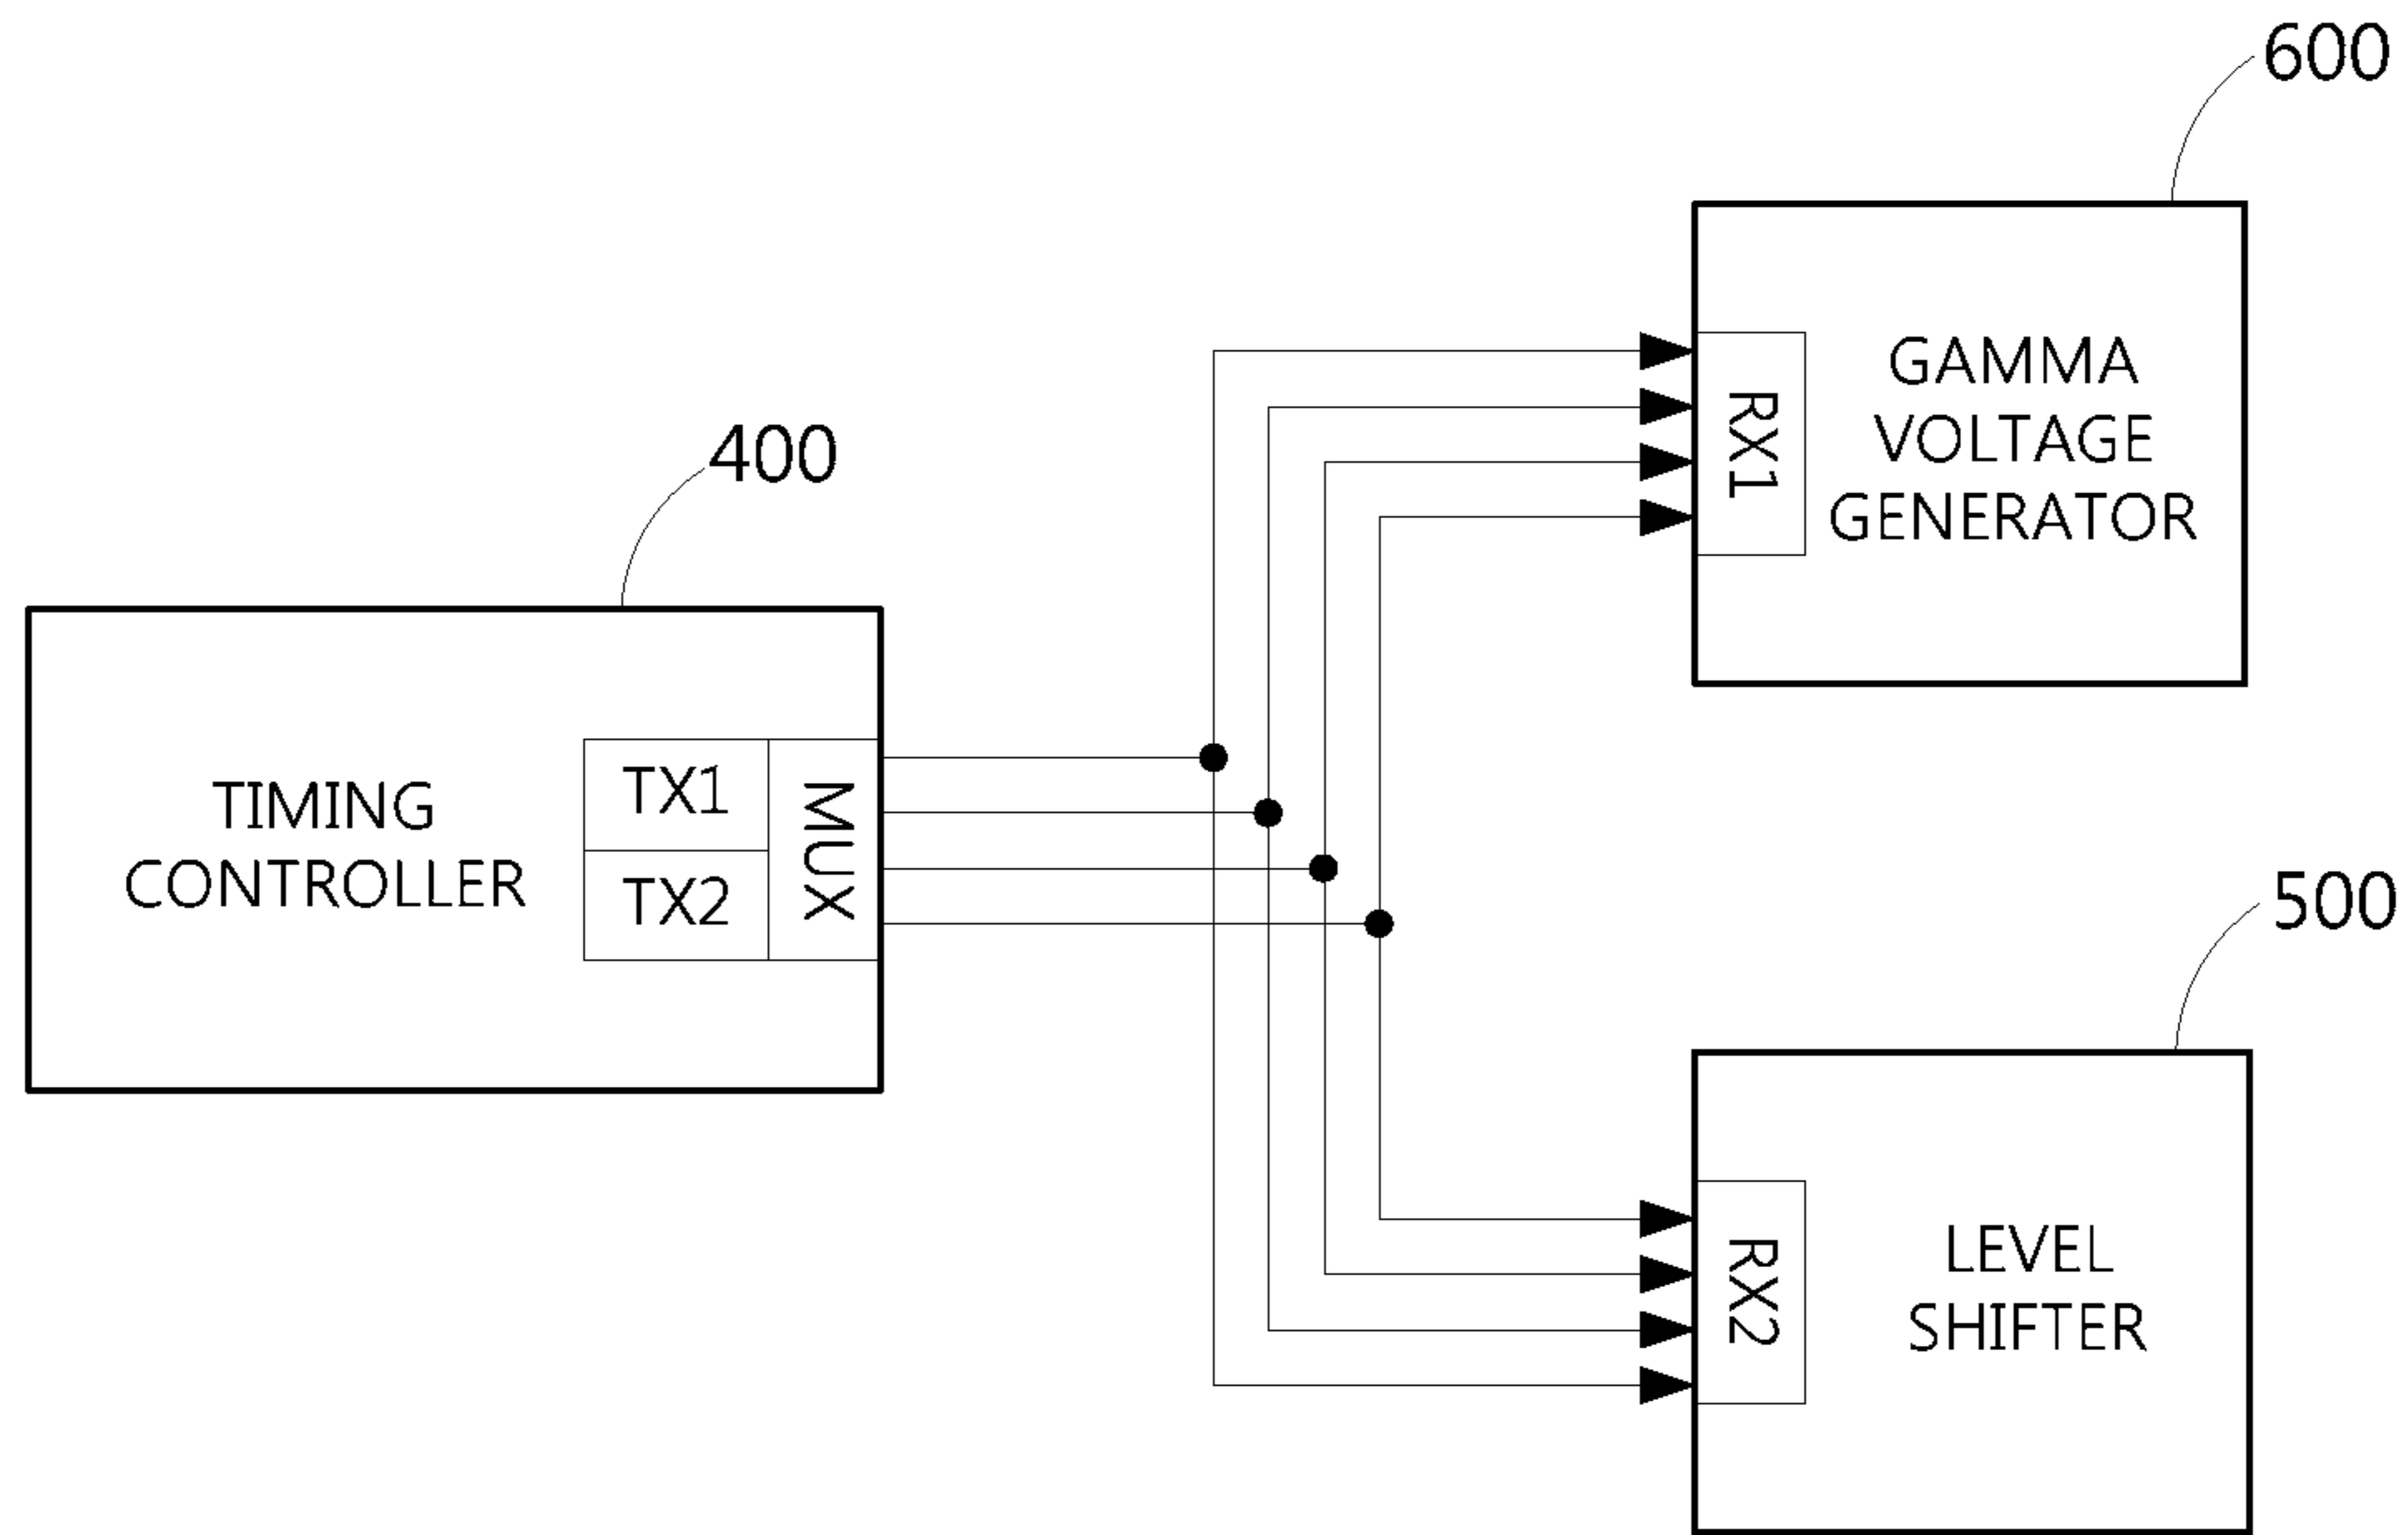 600
GAMMA
VOLTAGE
GENERATOR
RX1
400
TIMING
CONTROLLER
TX1
TX2
MUX
500
LEVEL
SHIFTER
RX2